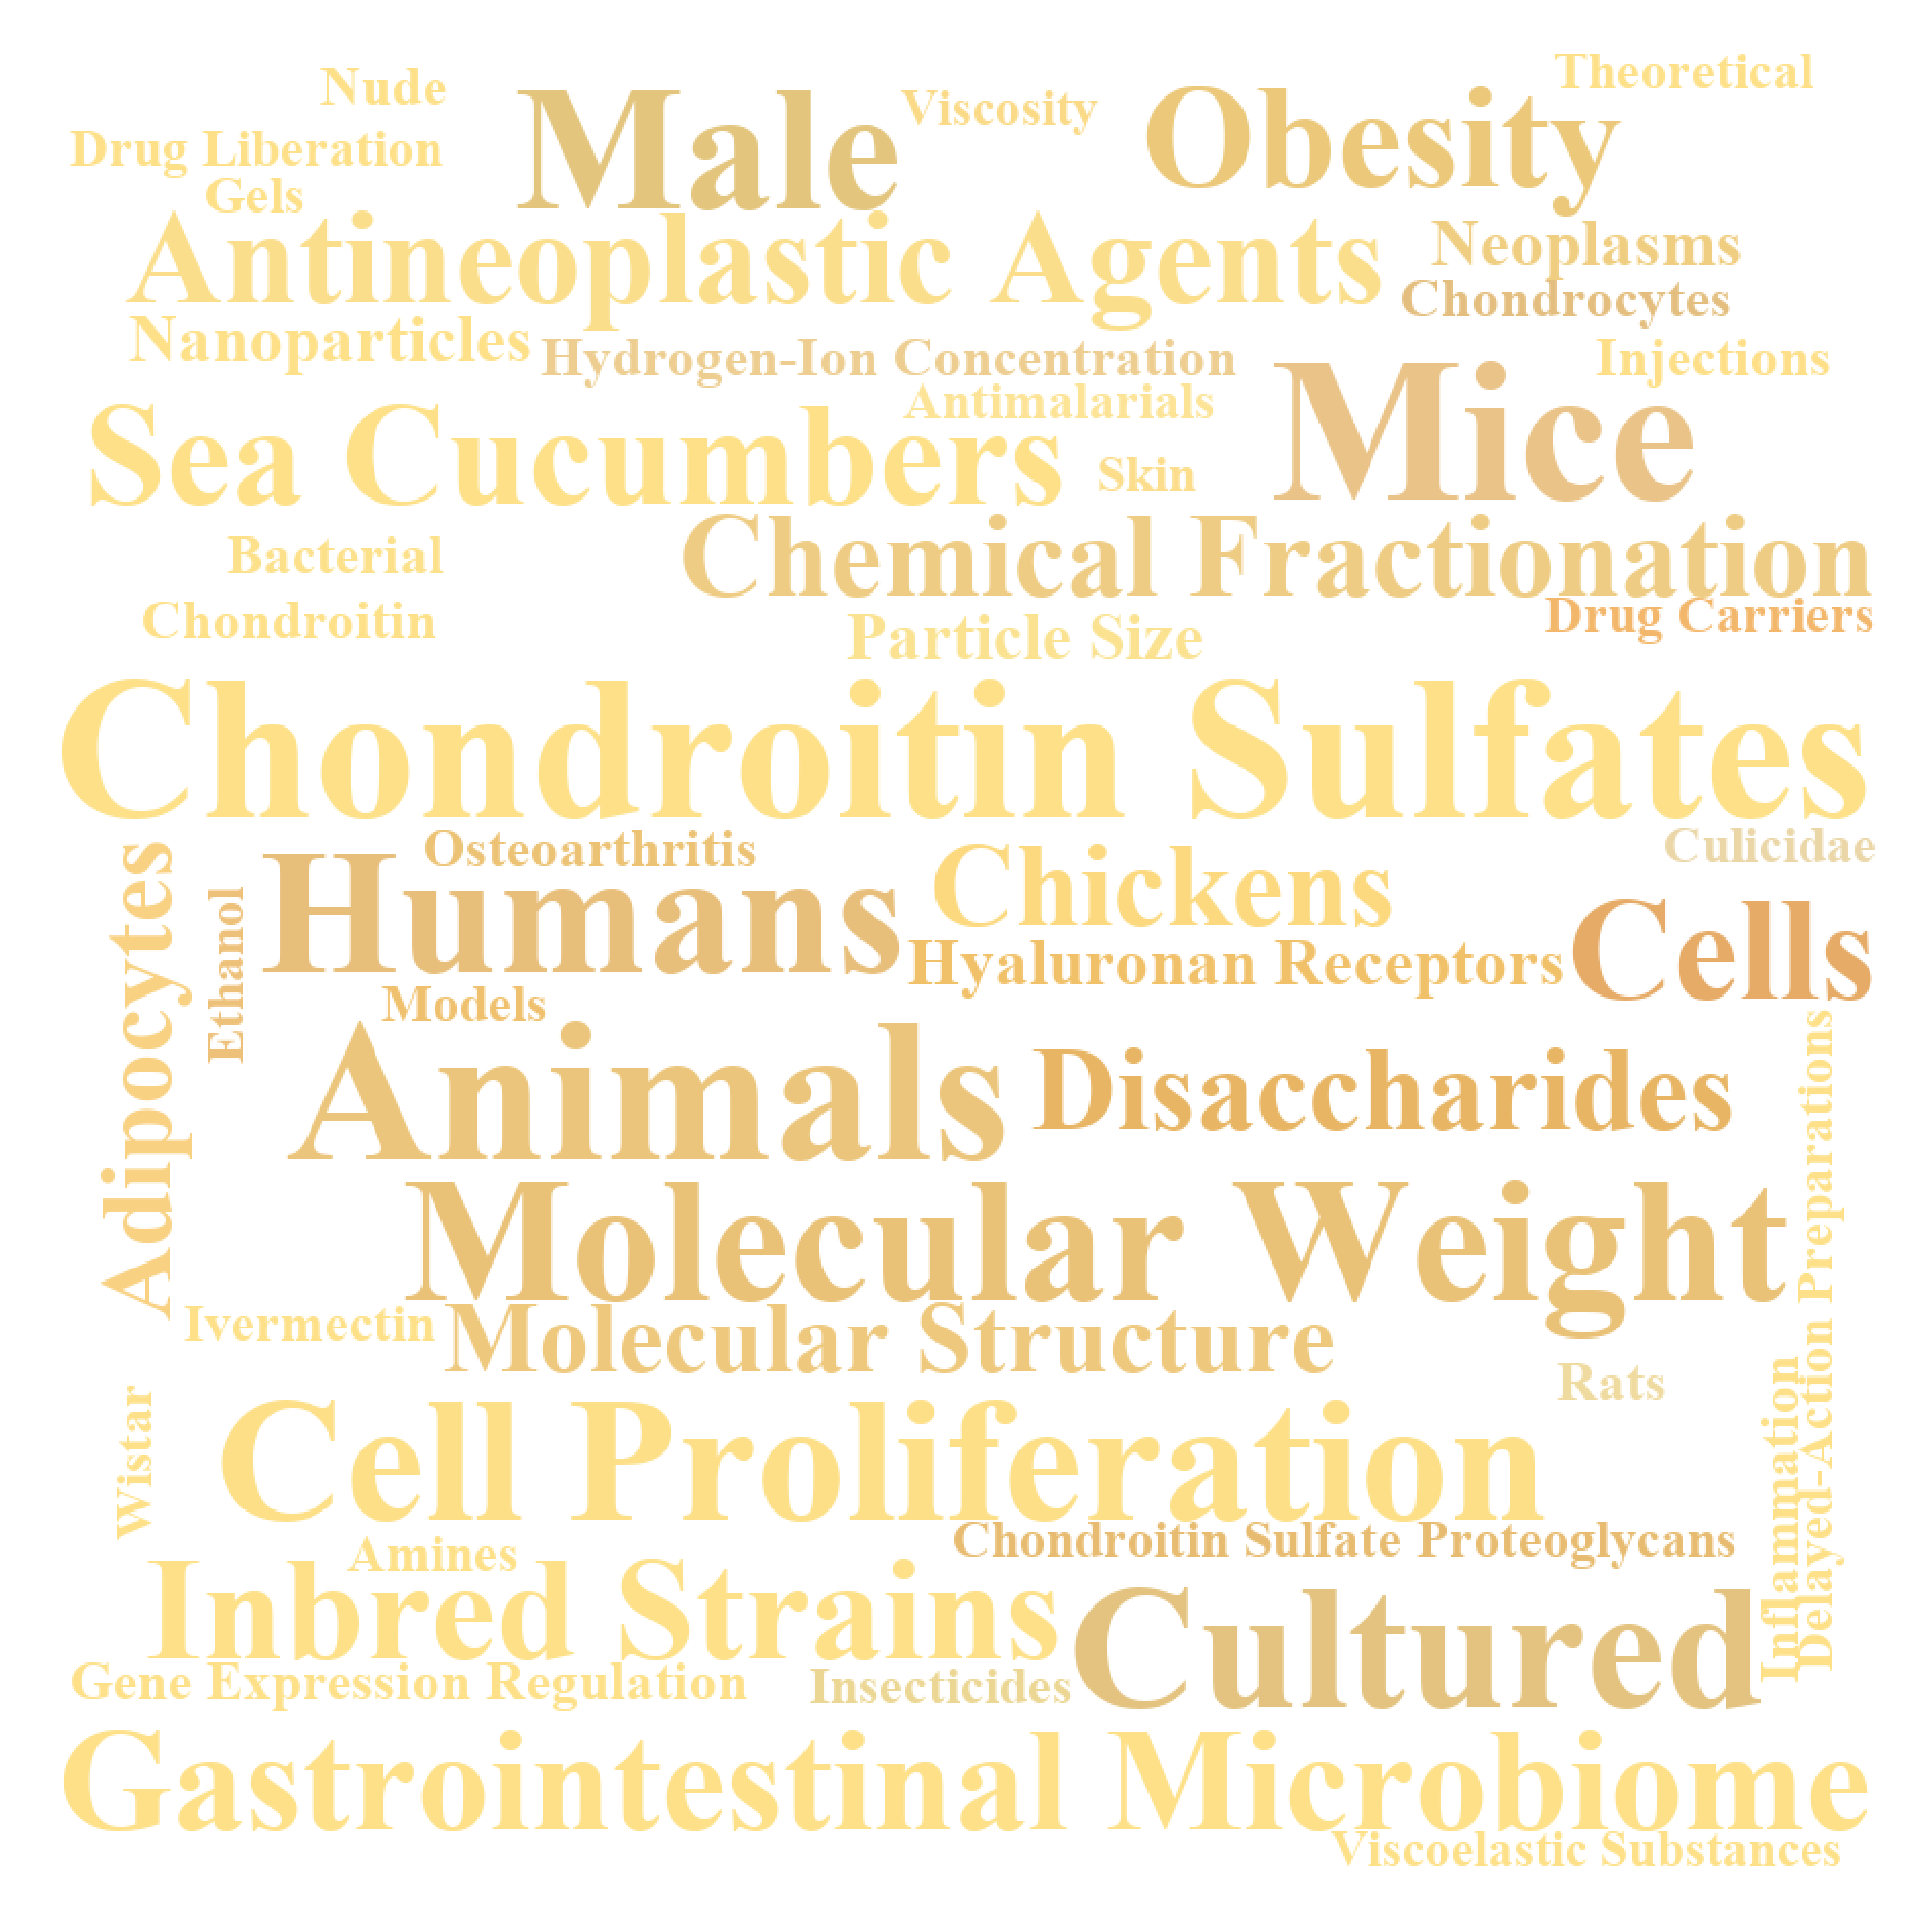 Nude
Male
Viscosity
Obesity
Theoretical
Drug Liberation
Gels
Antineoplastic Agents
Neoplasms
Chondrocytes
Nanoparticles
Hydrogen-Ion Concentration
Injections
Antimalarials
Mice
Sea Cucumbers
Skin
Bacterial
Chemical Fractionation
Chondroitin
Particle Size
Drug Carriers
Chondroitin Sulfates
Osteoarthritis
Culicidae
Adipocytes
Ethanol
Humans
Chickens
Hyaluronan Receptors
Cells
Models
Animals
Disaccharides
Delayed-Action Preparations
Molecular Weight
Ivermectin
Molecular Structure
Rats
Wistar
Inflammation
Cell Proliferation
Amines
Chondroitin Sulfate Proteoglycans
Inbred Strains
Cultured
Gene Expression Regulation
Insecticides
Gastrointestinal Microbiome
Viscoelastic Substances